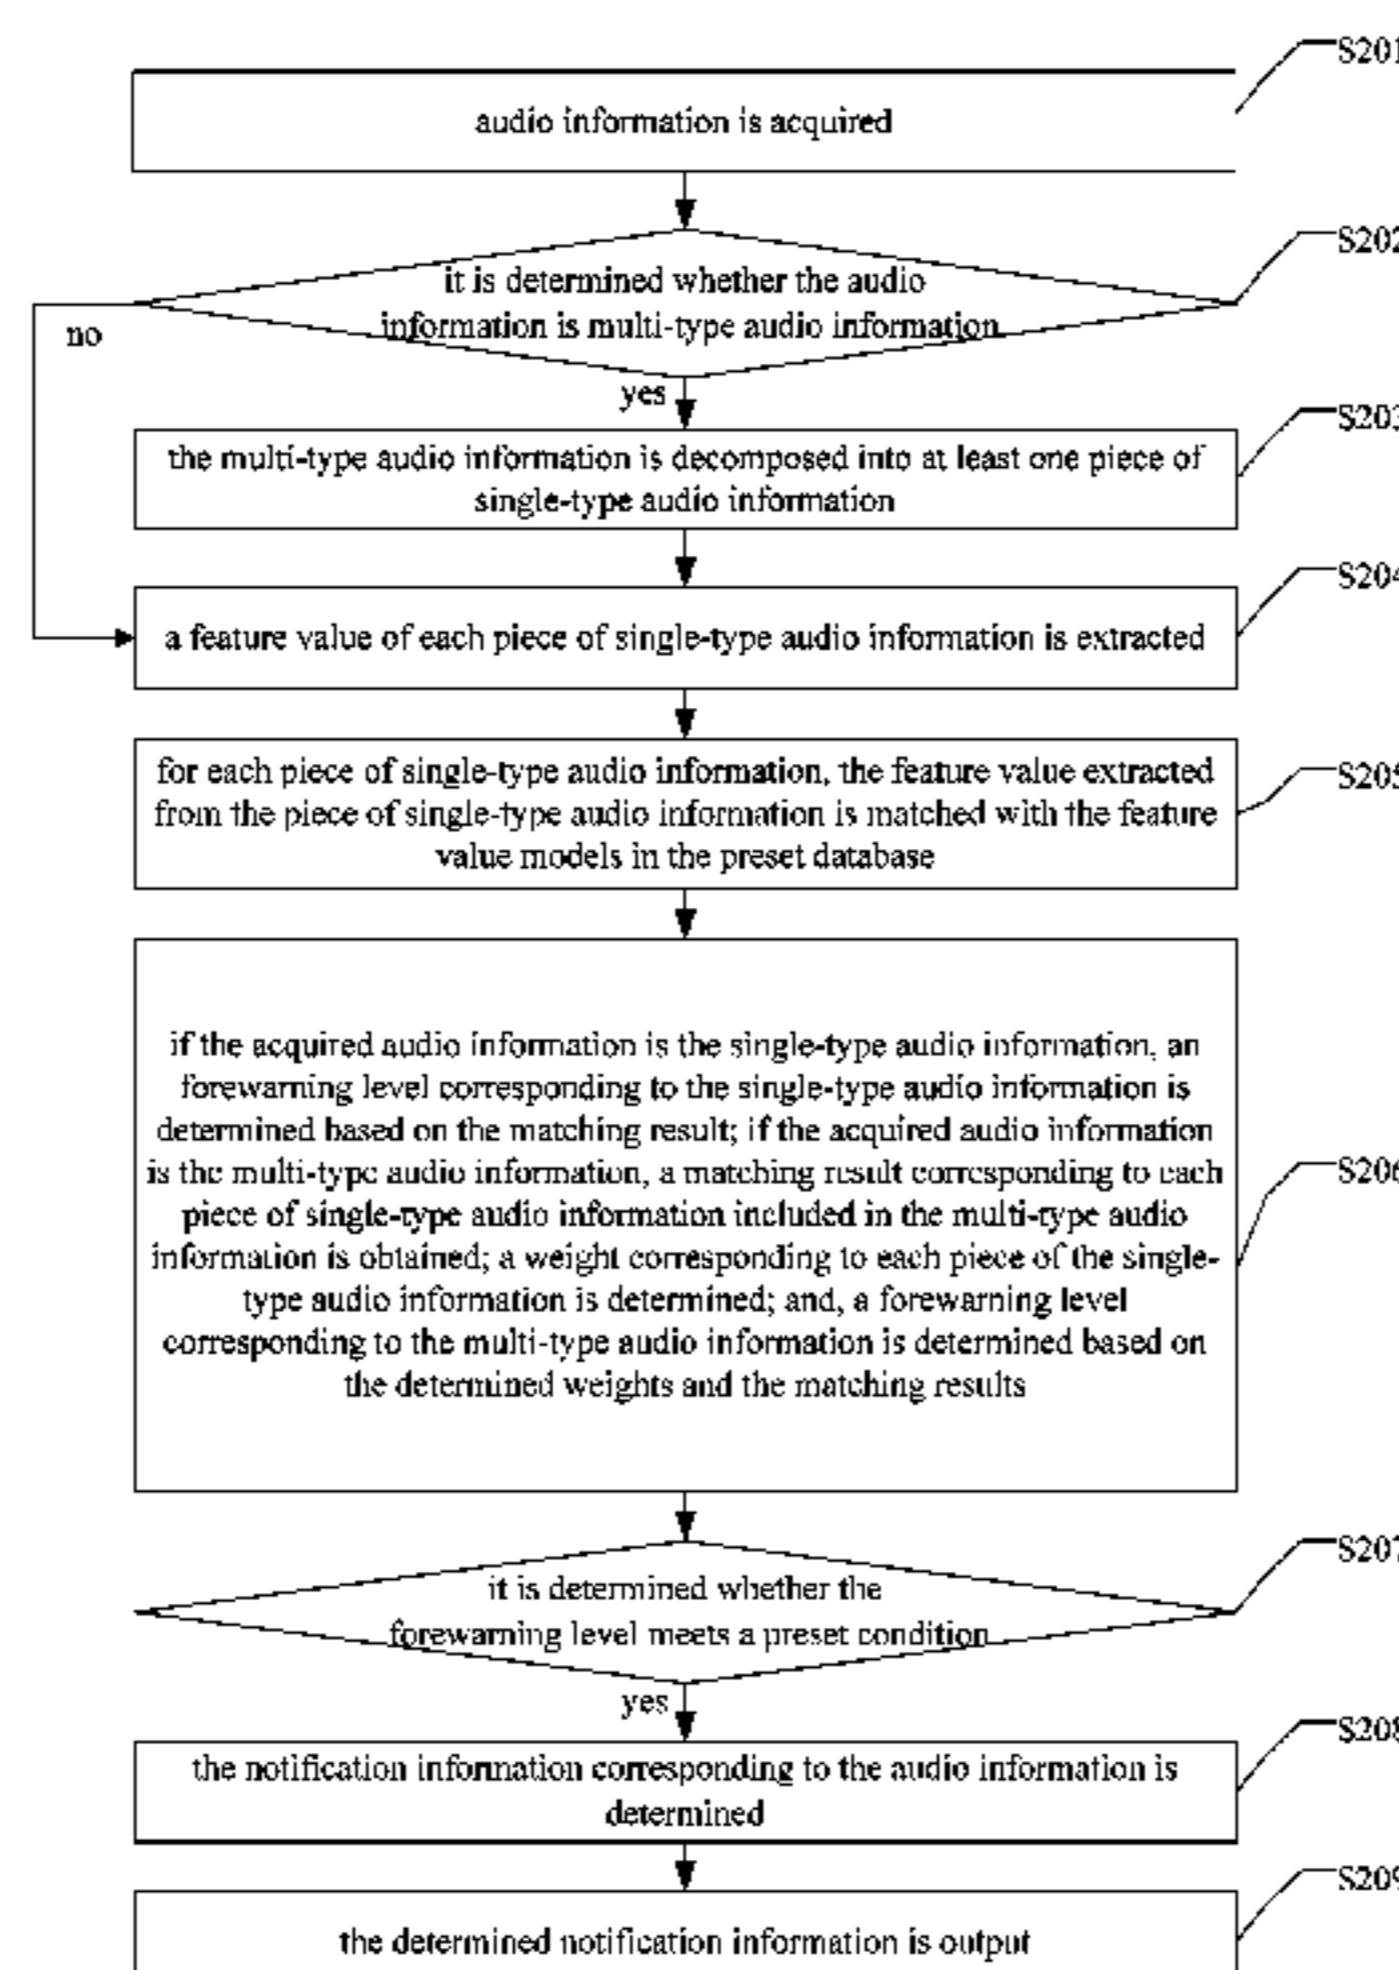 S201
audio information is acquired
S202
it is determined whether the audio
information is multi-type audio information
no
yes
S203
the multi-type audio information is decomposed into at least one piece of
single-type audio information
S204
a feature value of each piece of single-type audio information is extracted
for each piece of single-type audio information, the feature value extracted
S205
from the piece of single-type audio information is matched with the feature
value models in the preset database
if the acquired audio information is the single-type audio information, an
forewarning level corresponding to the single-type audio information is
determined based on the matching result; if the acquired audio information
is the multi-type audio information, a matching result corresponding to each
S206
piece of single-type audio information included in the multi-type audio
information is obtained; a weight corresponding to each piece of the single-
type audio information is determined; and, a forewarning level
corresponding to the multi-type audio information is determined based on
the determined weights and the matching results
S207
it is determined whether the
forewarning level meets a preset condition
yes
S208
the notification information corresponding to the audio information is
determined
S209
the determined notification information is output